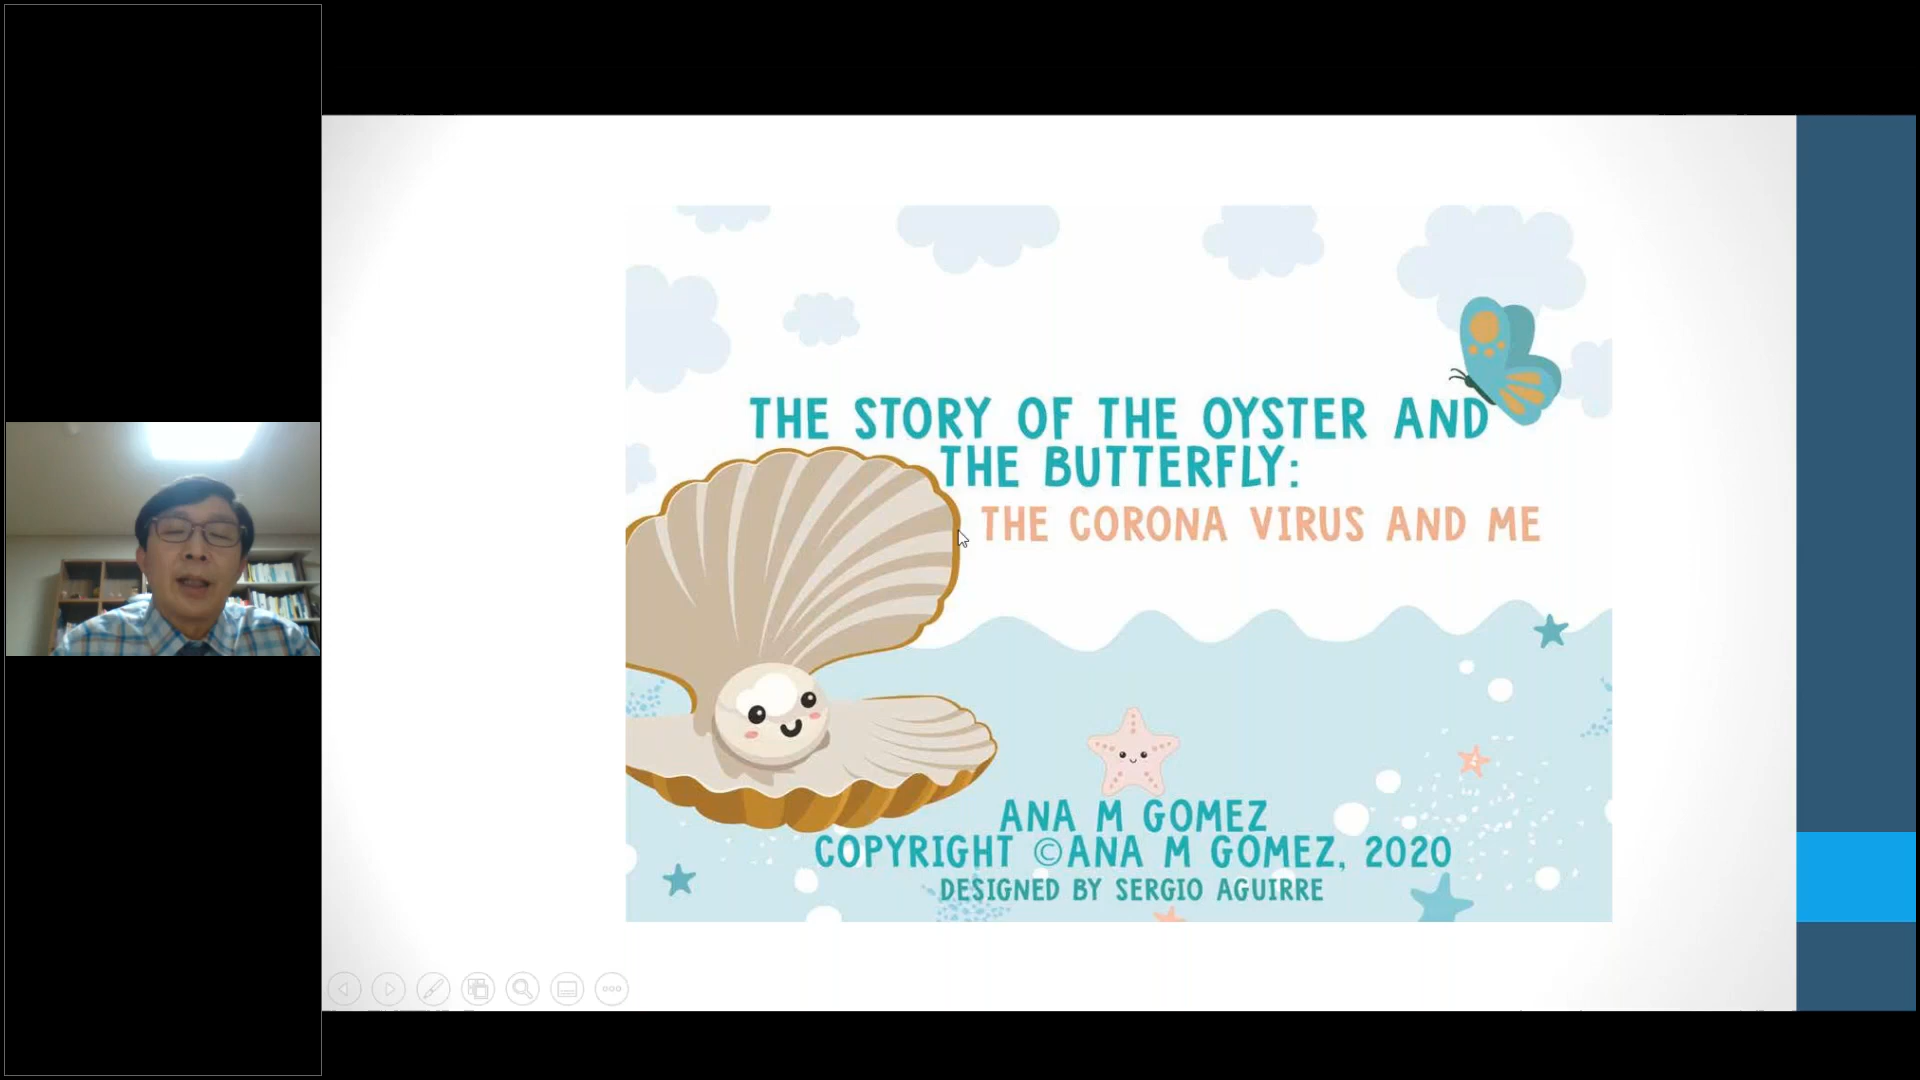 THE STORY OF THE OYSTER AND
THE BUTTERFLY:
THE CORONA VIRUS AND ME
ANA M GOMEZ
COPYRIGHT ©ANA M GOMEZ, 2020
DESIGNED BY SERGIO AGUIRRE